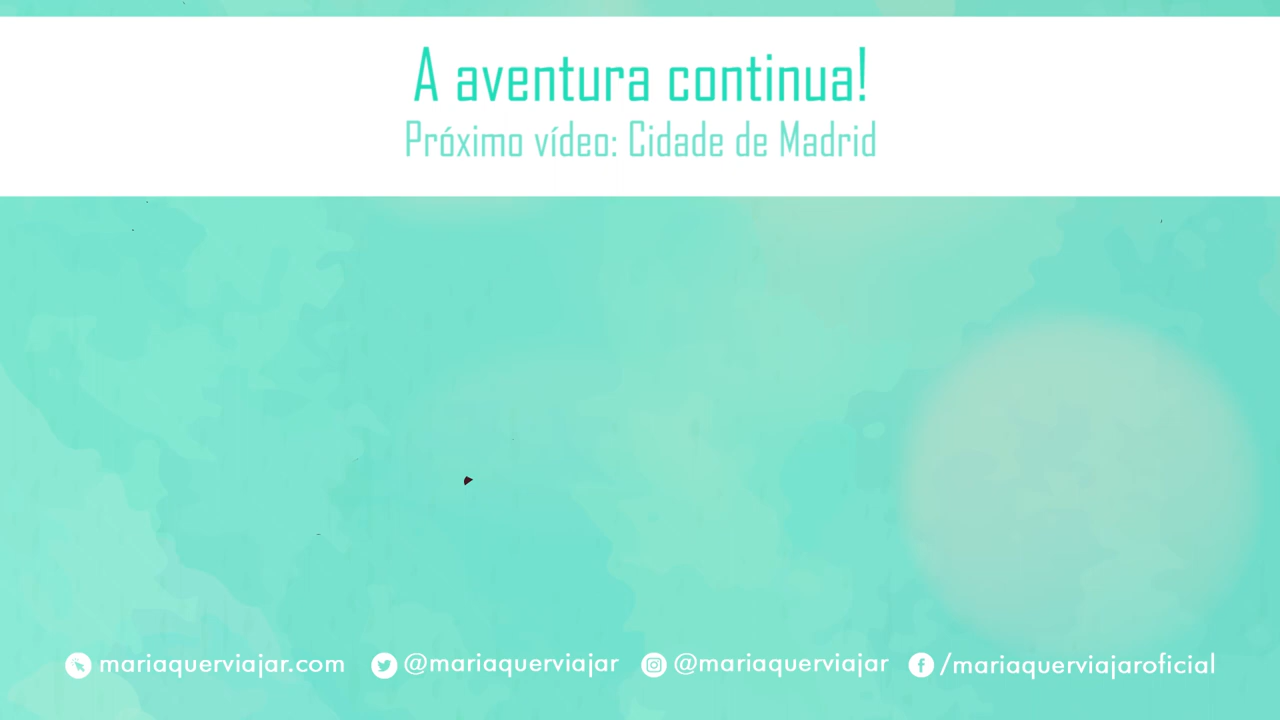 A aventura continua!
Próximo vídeo: Cidade de Madrid
mariaquerviajar.com @mariaquerviajar @mariaquerviajar /mariaquerviajaroficial